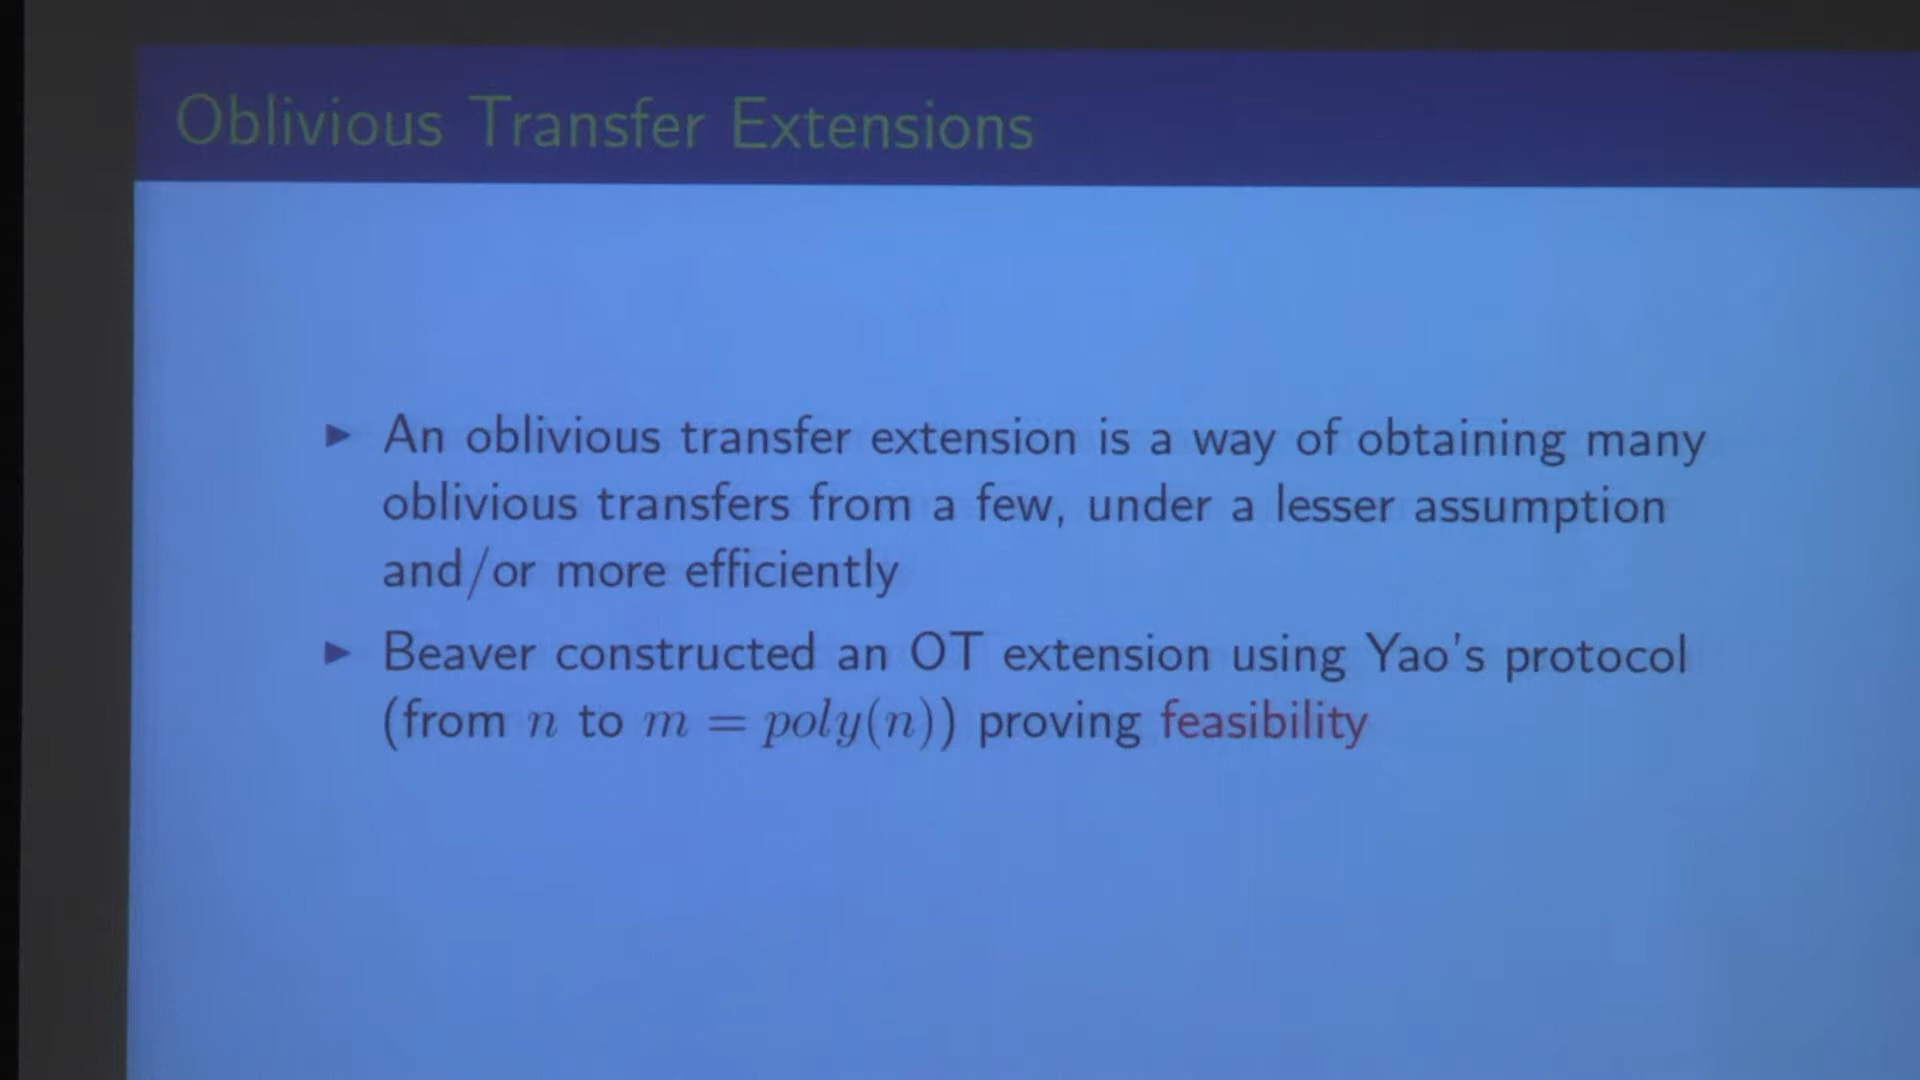 Oblivious Transfer Extensions
► An oblivious transfer extension is a way of obtaining many
oblivious transfers from a few, under a lesser assumption
and/or more efficiently
► Beaver constructed an OT extension using Yao's protocol
(from n to m = poly(n)) proving feasibility